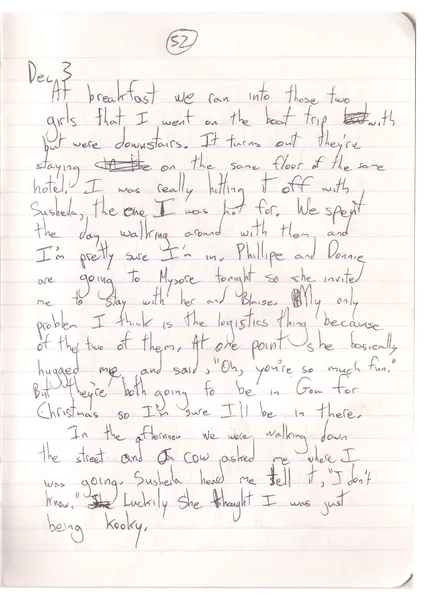 52
Dec 3
At breakfast we ran into those two
girls that I went on the boat trip with
but were downstairs. It turns out they're
staying on the same floor of the same
hotel. I was really hitting it off with
Susheela, the one I was hot for. We spent
the day walking around with them and
I'm pretty sure I'm in. Phillipe and Donnie
are going to Mysore tonight so she invited
me to stay with her and Blaise. My only
problem I think is the logistics thing because
of the two of them. At one point she basically
hugged me and said, "Oh, you're so much fun."
But they're both going to be in Goa for
Christmas so I'm sure I'll be in there.
In the afternoon we were walking down
the street and a cow asked me where I
was going. Susheela heard me tell it, "I don't
know." Luckily she thought I was just
being kooky.